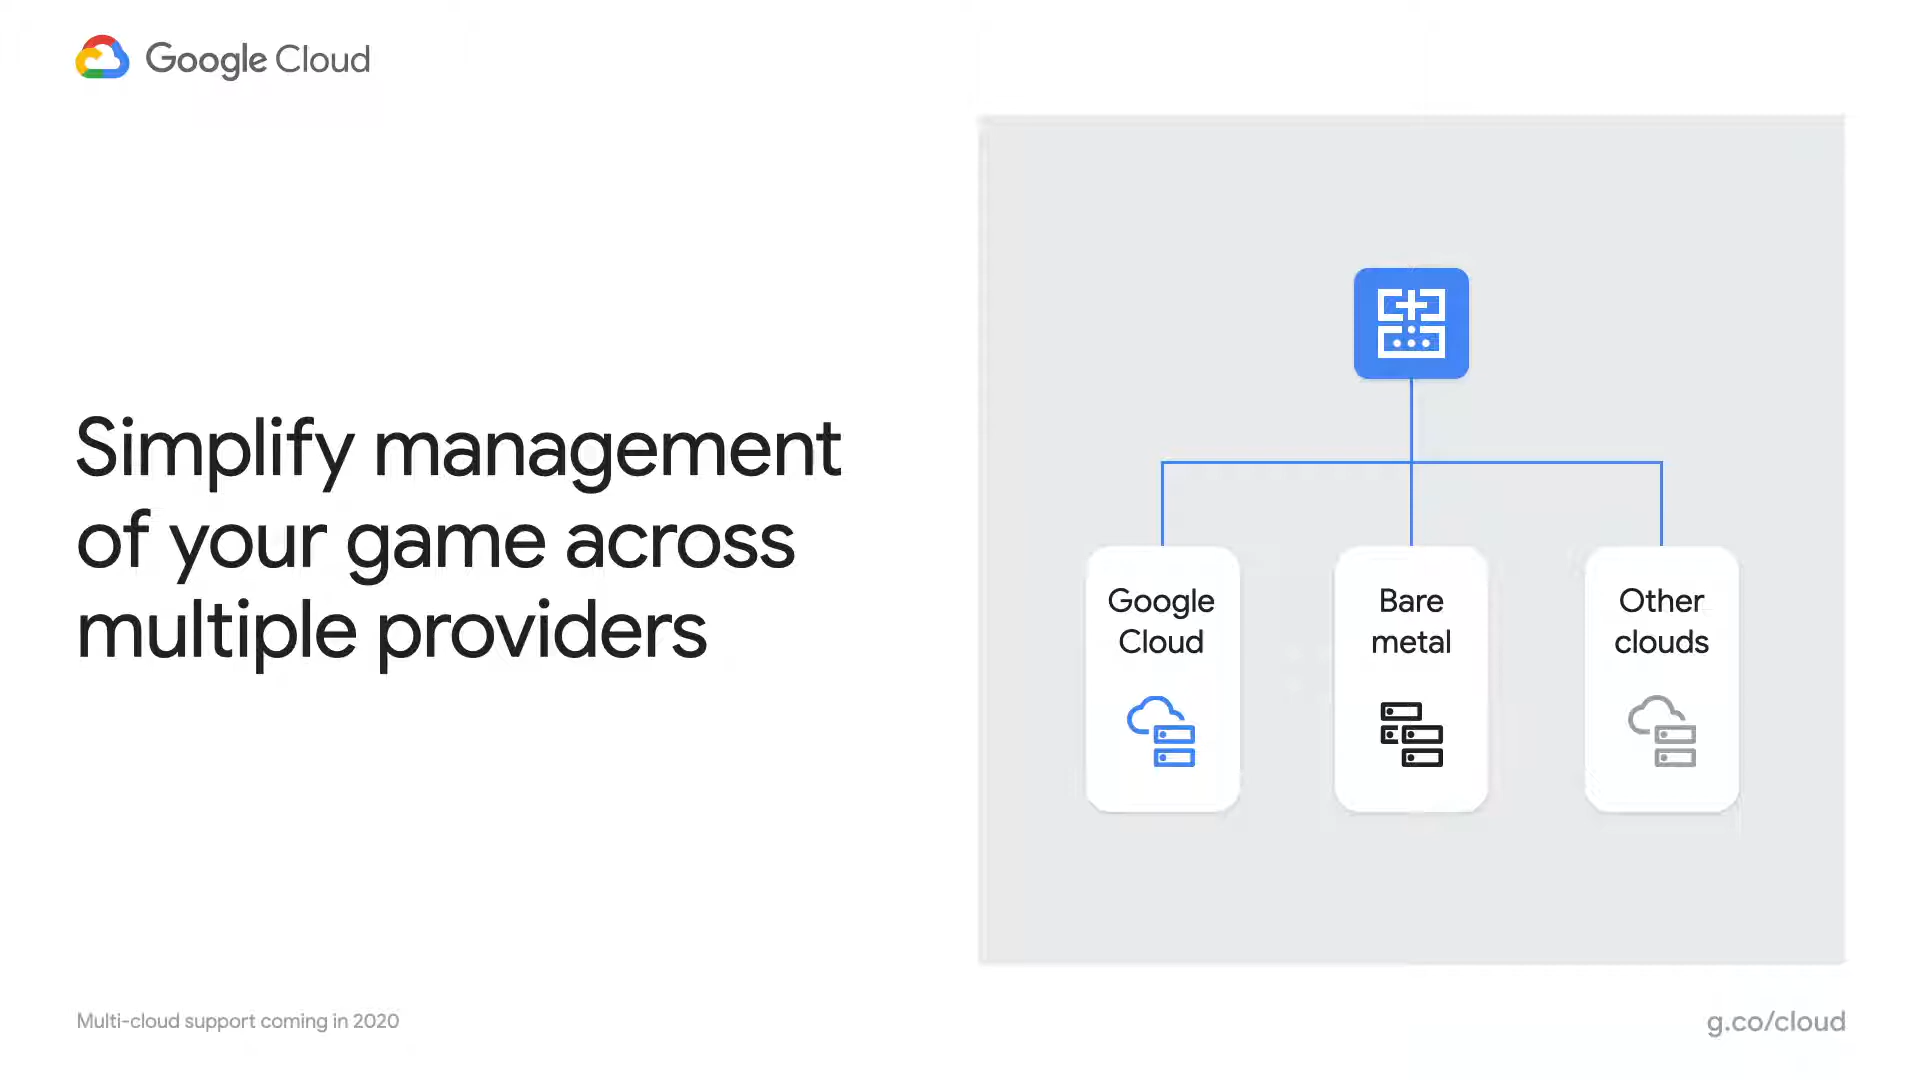 Google Cloud
Simplify management
of your game across
multiple providers
Google
Cloud
Bare
metal
Other
clouds
Multi-cloud support coming in 2020
g.co/cloud